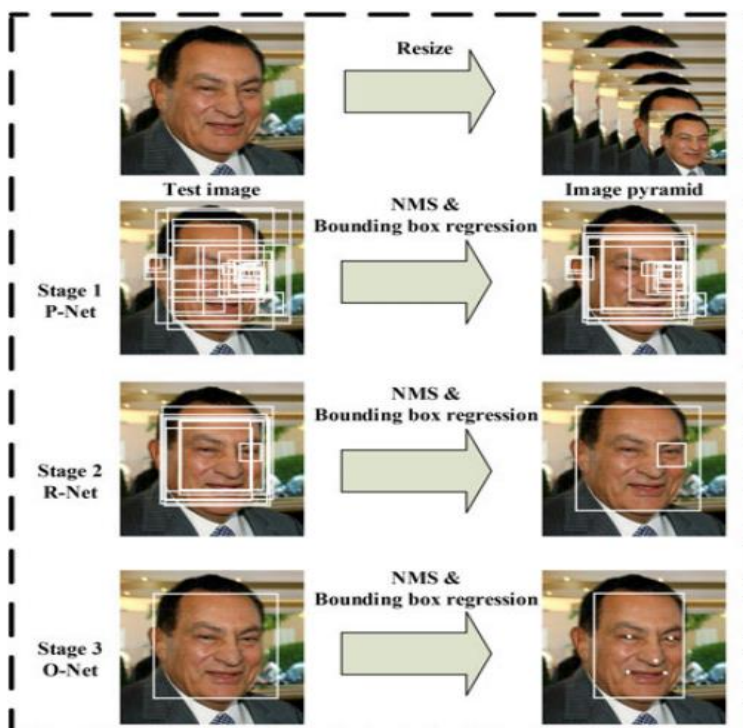 Resize
Test image
Image pyramid
NMS &
Bounding box regression
Stage 1
P-Net
NMS &
Bounding box regression
Stage 2
R-Net
NMS &
Bounding box regression
Stage 3
O-Net